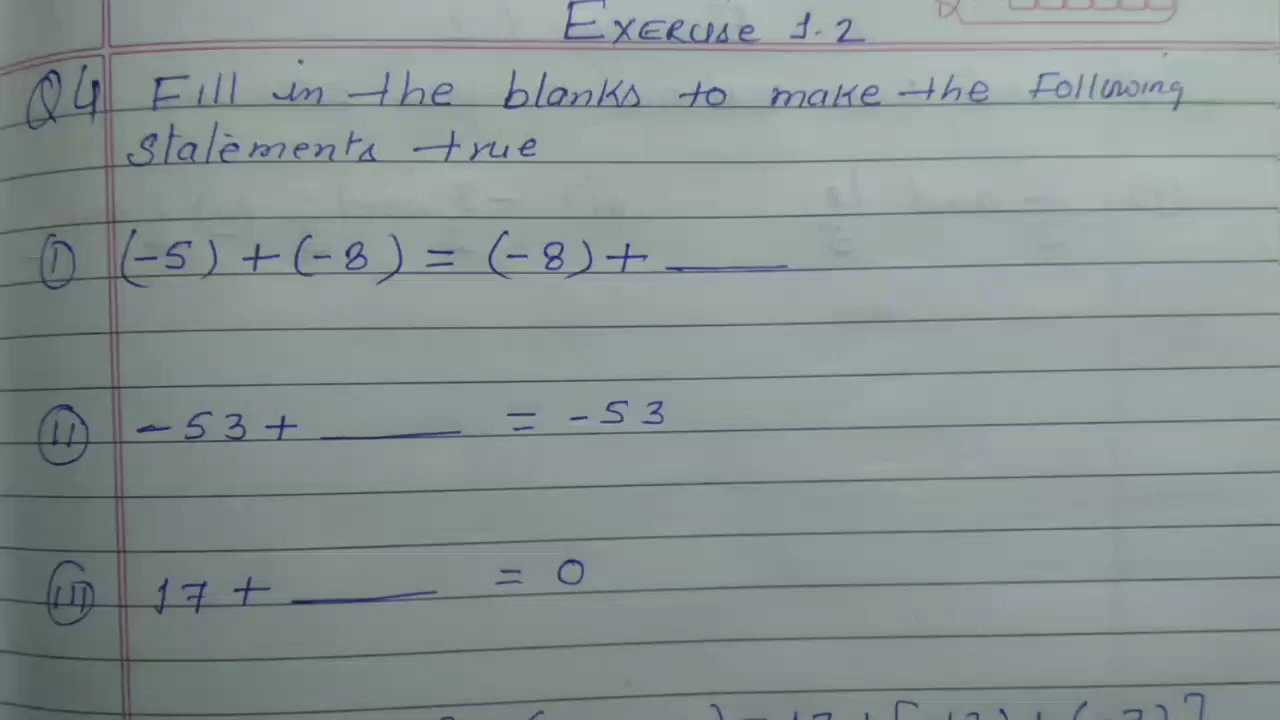 Exercise 1.2
Q4 Fill in the blanks to make the following
statements true
(I) (-5) + (-8) = (-8) + ____
(II) -53 + ____ = -53
(III) 17 + ____ = 0